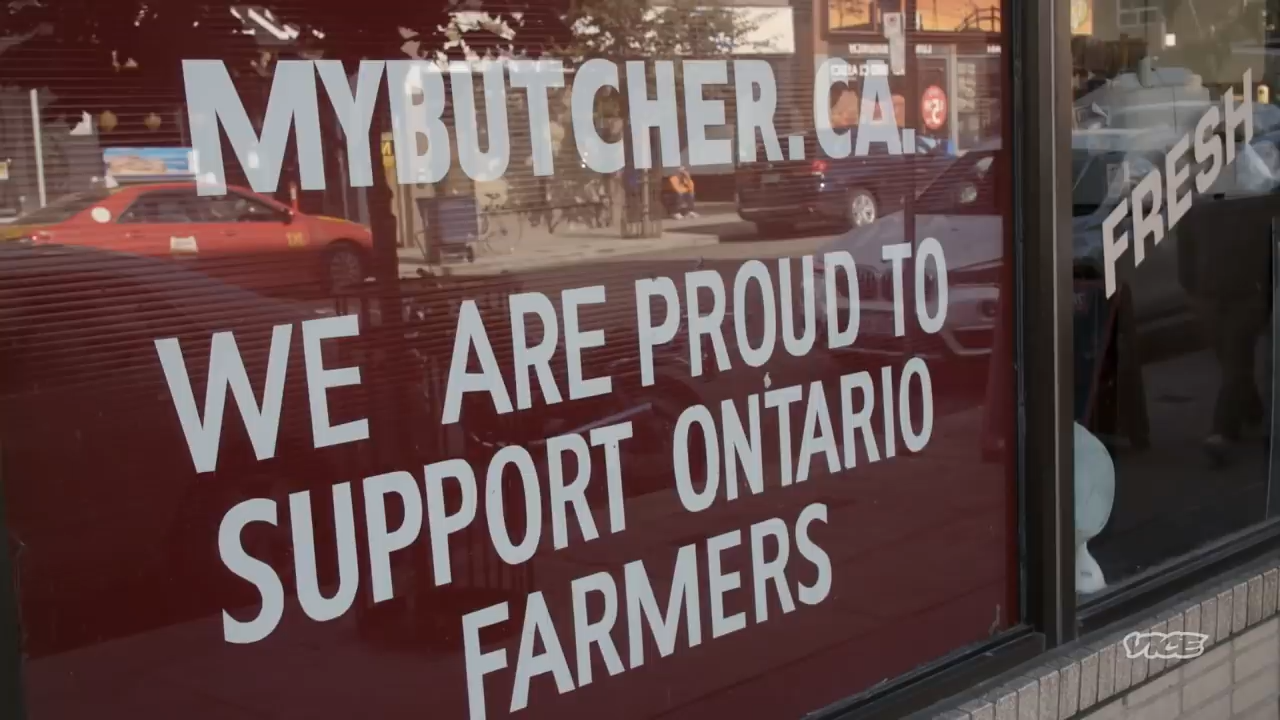 MYBUTCHER.CA.
WE ARE PROUD TO
SUPPORT ONTARIO
FARMERS
FRESH
VICE